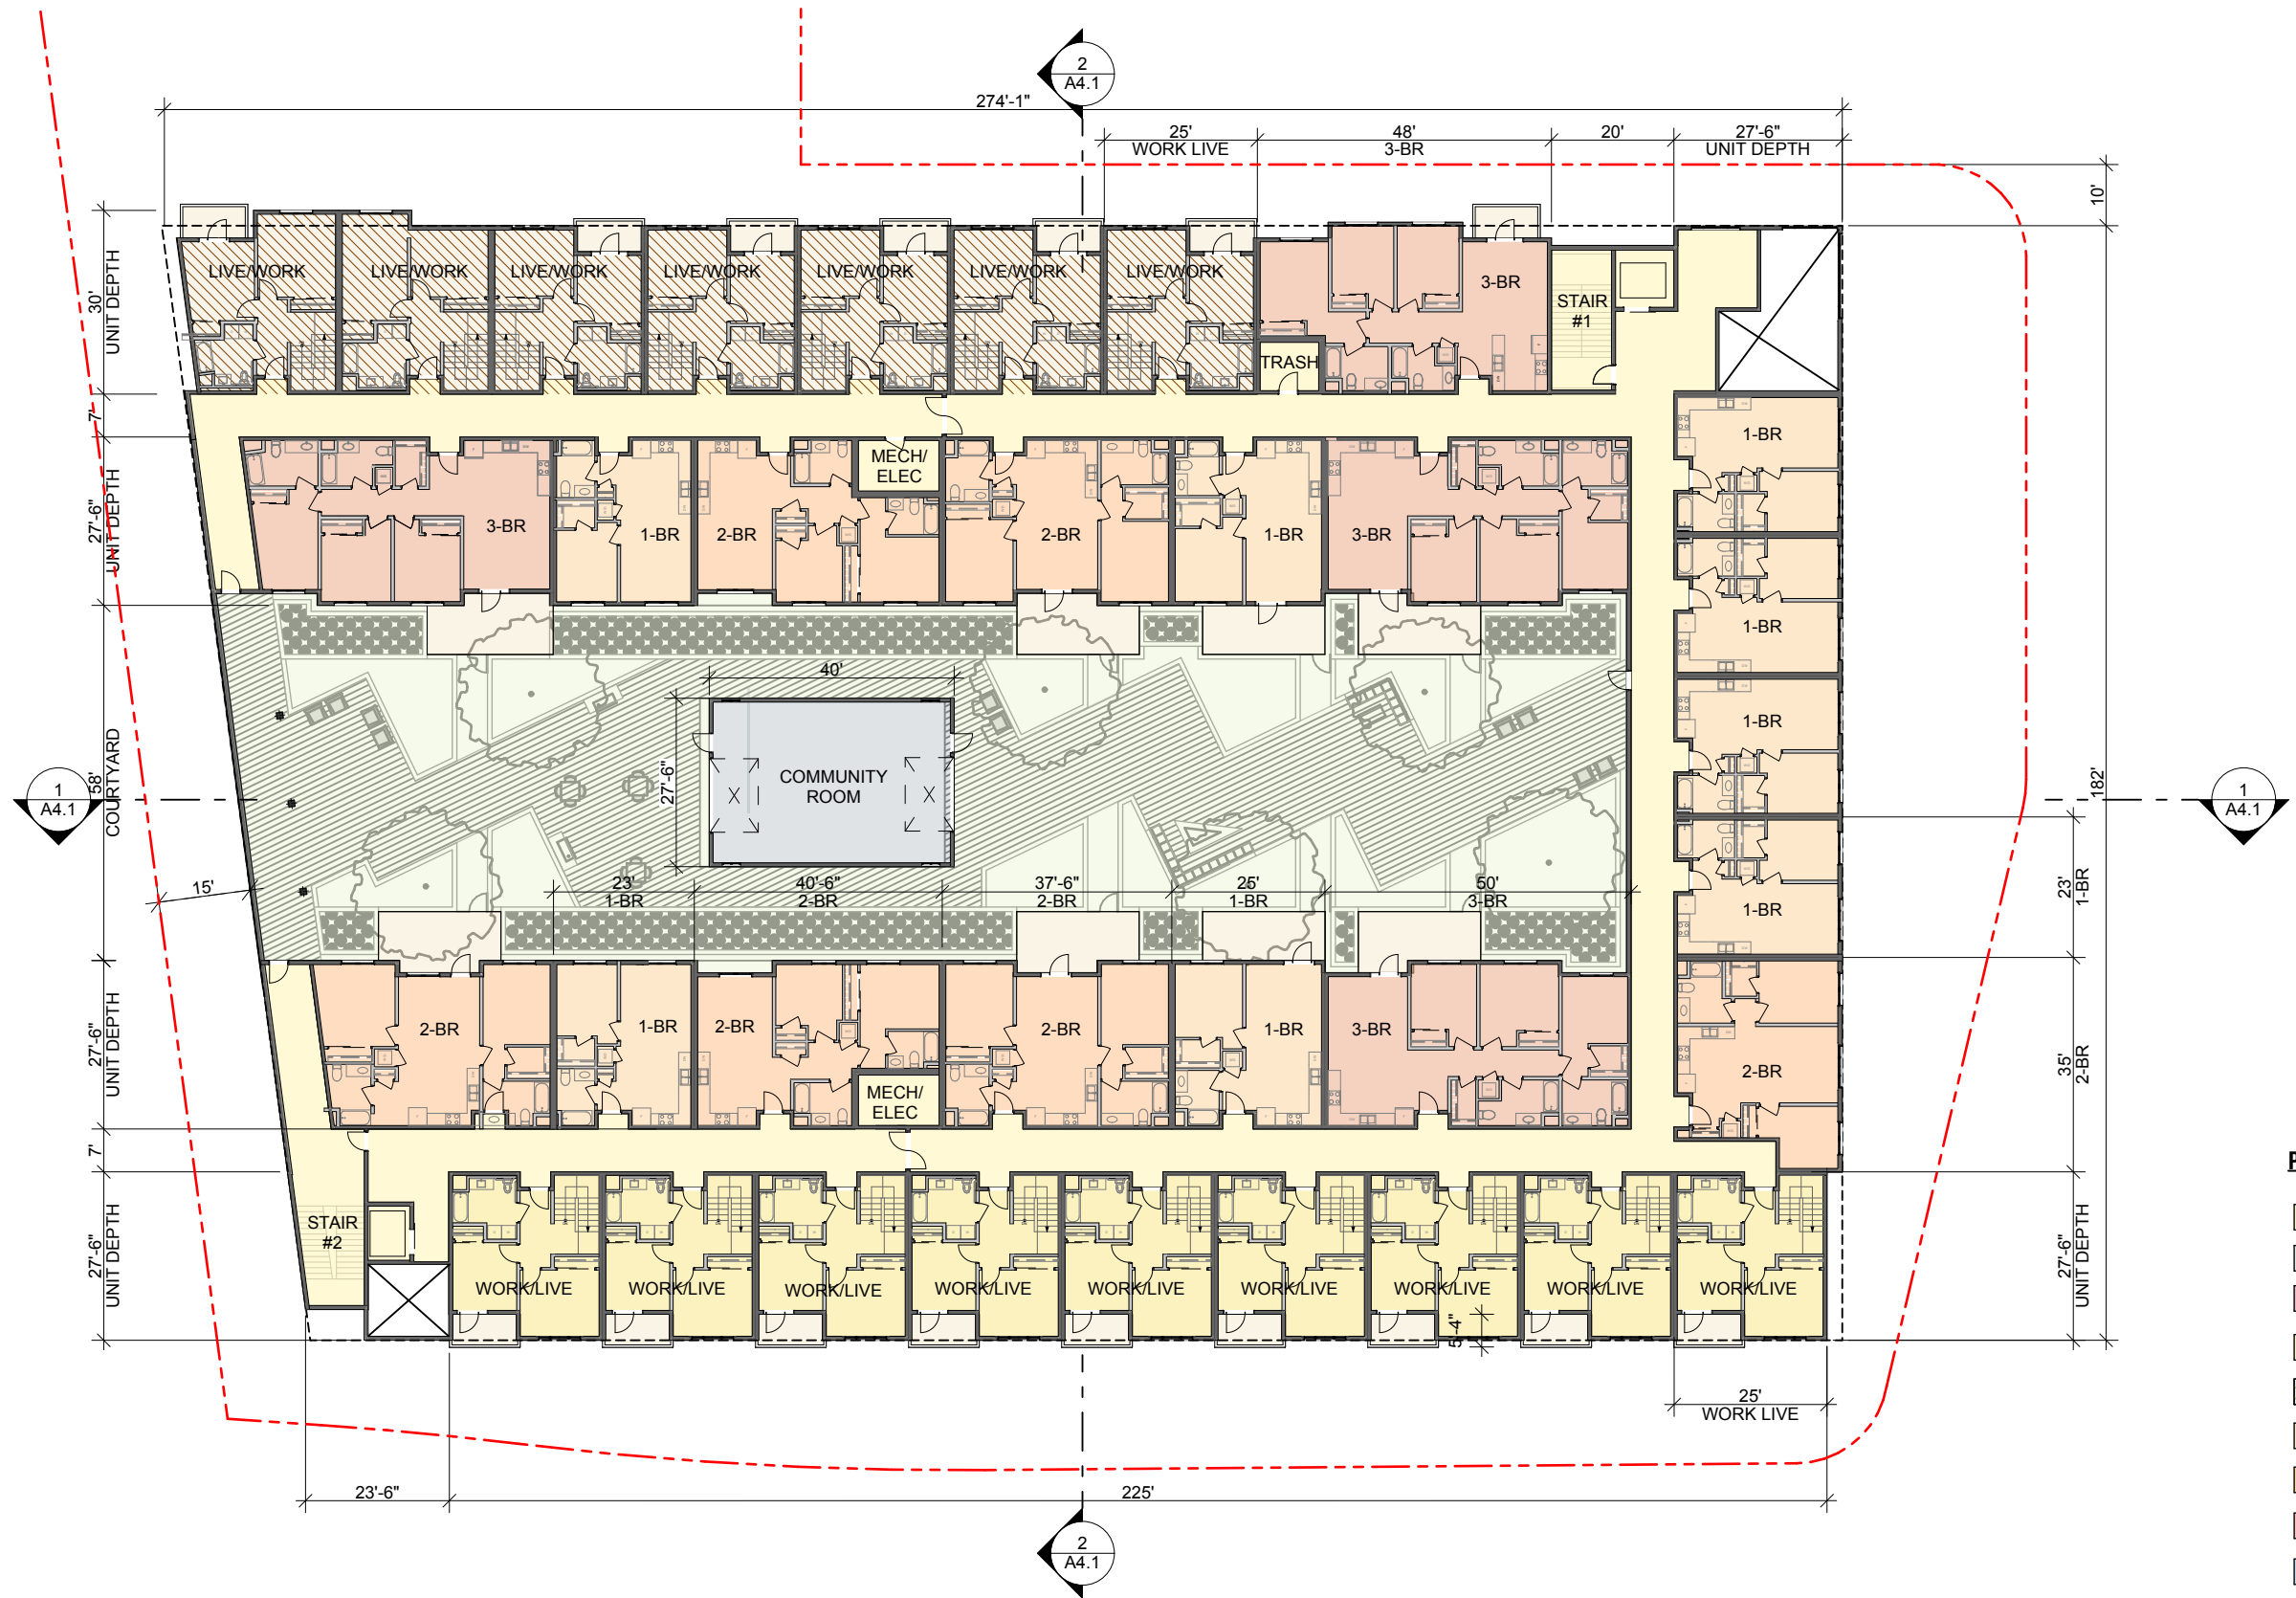 2
A4.1
274'-1"
25'
WORK LIVE
48'
3-BR
20'
27'-6"
UNIT DEPTH
10'
30'
UNIT DEPTH
LIVE/WORK
LIVE/WORK
LIVE/WORK
LIVE/WORK
LIVE/WORK
LIVE/WORK
LIVE/WORK
3-BR
STAIR
#1
TRASH
7'
27'-6"
UNIT DEPTH
3-BR
1-BR
2-BR
MECH/
ELEC
2-BR
1-BR
3-BR
1-BR
1-BR
1-BR
1-BR
40'
27'-6"
COMMUNITY
ROOM
58'
COURTYARD
1
A4.1
1
A4.1
182'
15'
23'
1-BR
40'-6"
2-BR
37'-6"
2-BR
25'
1-BR
50'
3-BR
23'
1-BR
35'
2-BR
27'-6"
UNIT DEPTH
2-BR
1-BR
2-BR
MECH/
ELEC
2-BR
1-BR
3-BR
2-BR
7'
27'-6"
UNIT DEPTH
STAIR
#2
WORK/LIVE
WORK/LIVE
WORK/LIVE
WORK/LIVE
WORK/LIVE
WORK/LIVE
WORK/LIVE
WORK/LIVE
WORK/LIVE
5'-4"
27'-6"
UNIT DEPTH
25'
WORK LIVE
23'-6"
225'
2
A4.1